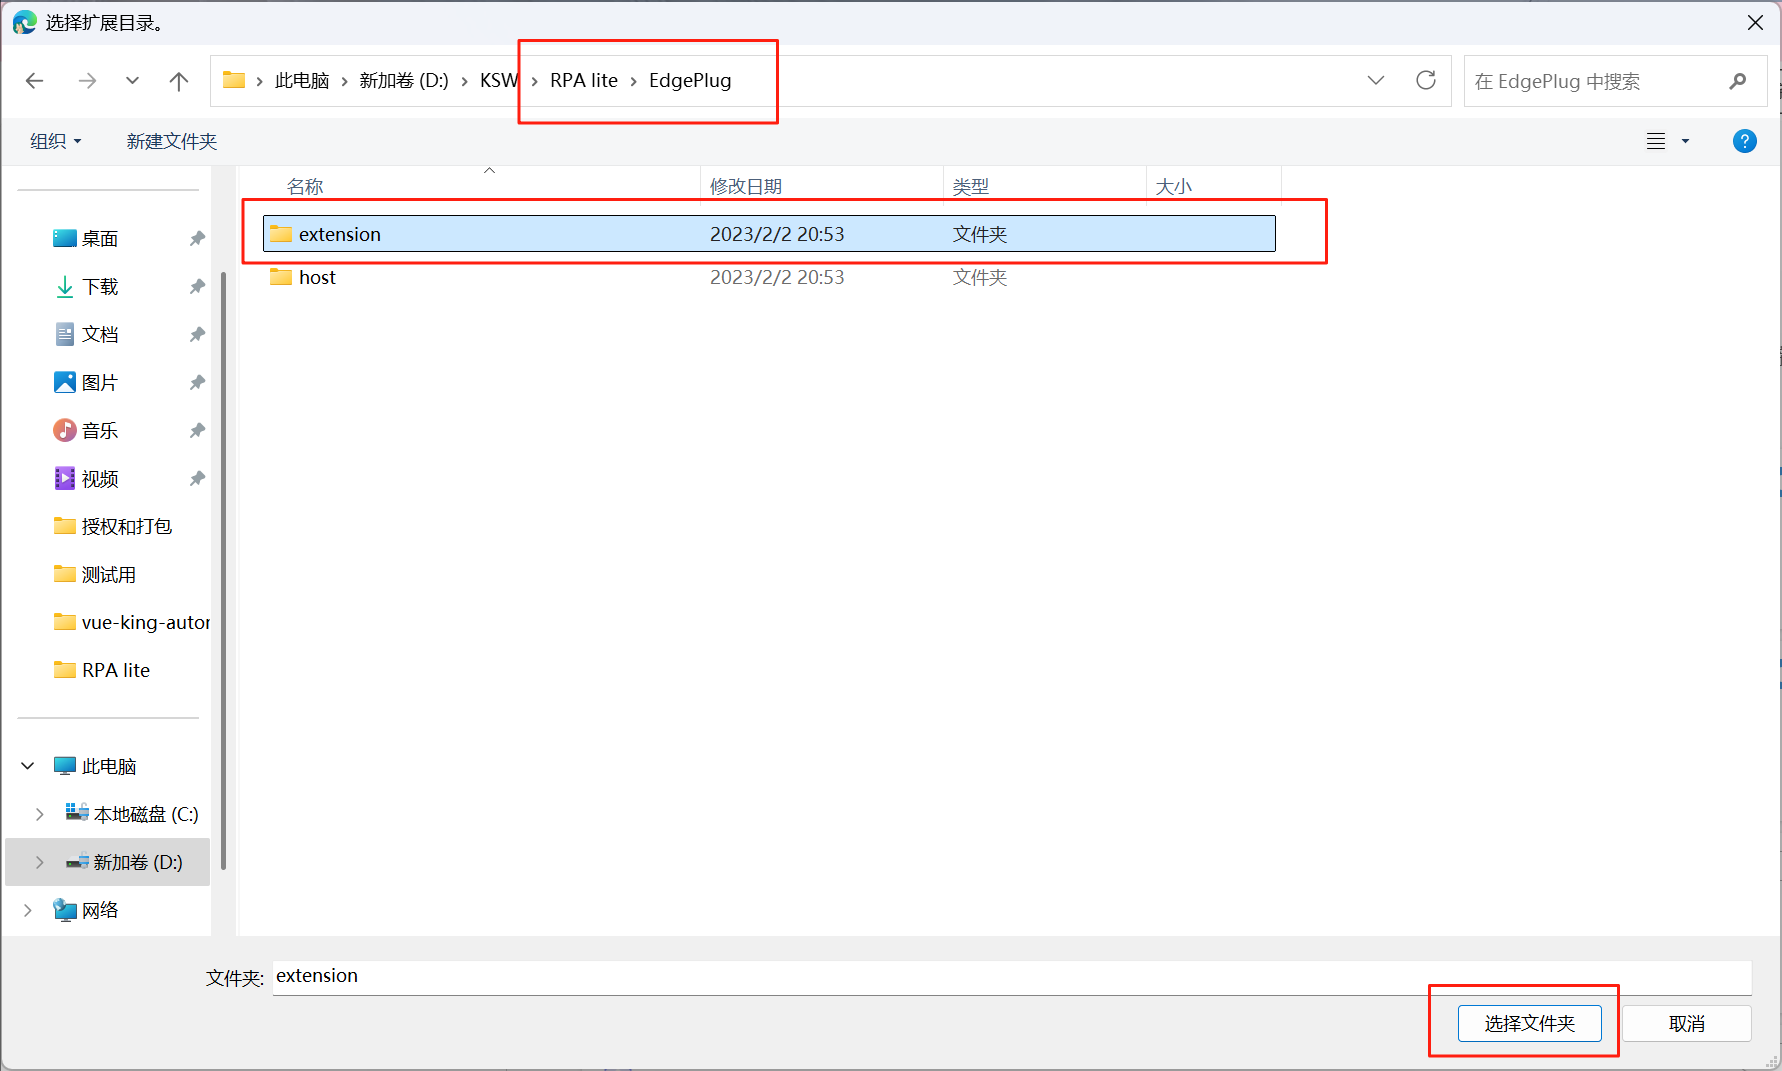 选择扩展目录。
此电脑 新加卷 (D:) KSW RPA lite EdgePlug
在 EdgePlug 中搜索
组织 新建文件夹
名称 修改日期 类型 大小
extension 2023/2/2 20:53 文件夹
host 2023/2/2 20:53 文件夹
桌面
下载
文档
图片
音乐
视频
授权和打包
测试用
vue-king-autor
RPA lite
此电脑
本地磁盘 (C:)
新加卷 (D:)
网络
文件夹: extension
选择文件夹 取消